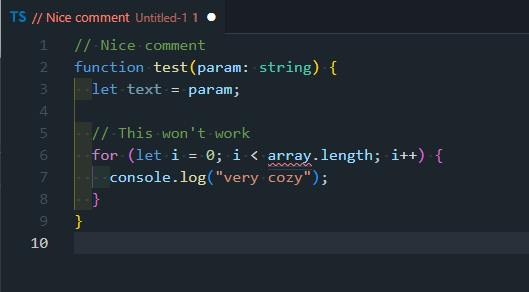 TS // Nice comment Untitled-1 1
1 // Nice comment
2 function test(param: string) {
3   let text = param;
4
5   // This won't work
6   for (let i = 0; i < array.length; i++) {
7     console.log("very cozy");
8   }
9 }
10